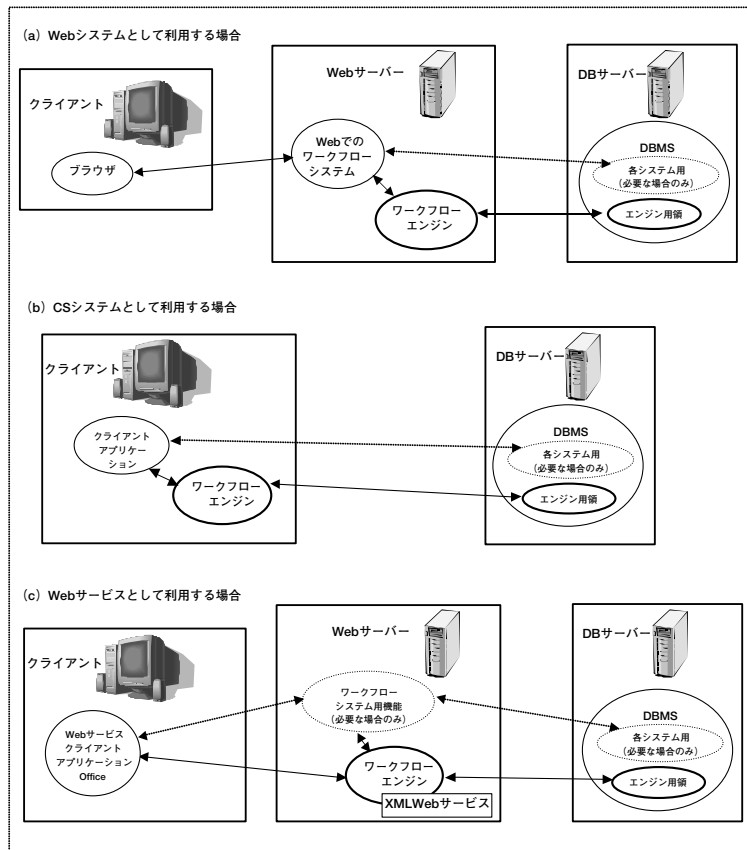 (a) Webシステムとして利用する場合
クライアント
ブラウザ
Webサーバー
Webでの
ワークフロー
システム
ワークフロー
エンジン
DBサーバー
DBMS
各システム用
(必要な場合のみ)
エンジン用領
(b) CSシステムとして利用する場合
クライアント
クライアント
アプリケー
ション
ワークフロー
エンジン
DBサーバー
DBMS
各システム用
(必要な場合のみ)
エンジン用領
(c) Webサービスとして利用する場合
クライアント
Webサービス
クライアント
アプリケーション
Office
Webサーバー
ワークフロー
システム用機能
(必要な場合のみ)
ワークフロー
エンジン
XMLWebサービス
DBサーバー
DBMS
各システム用
(必要な場合のみ)
エンジン用領